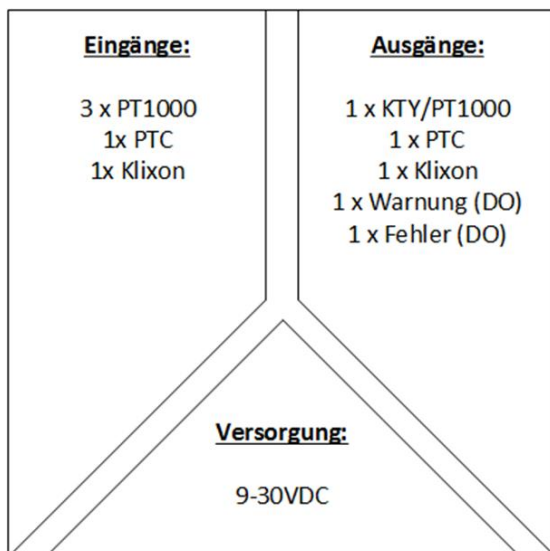 Eingänge:
3 x PT1000
1x PTC
1x Klixon
Ausgänge:
1 x KTY/PT1000
1 x PTC
1 x Klixon
1 x Warnung (DO)
1 x Fehler (DO)
Versorgung:
9-30VDC